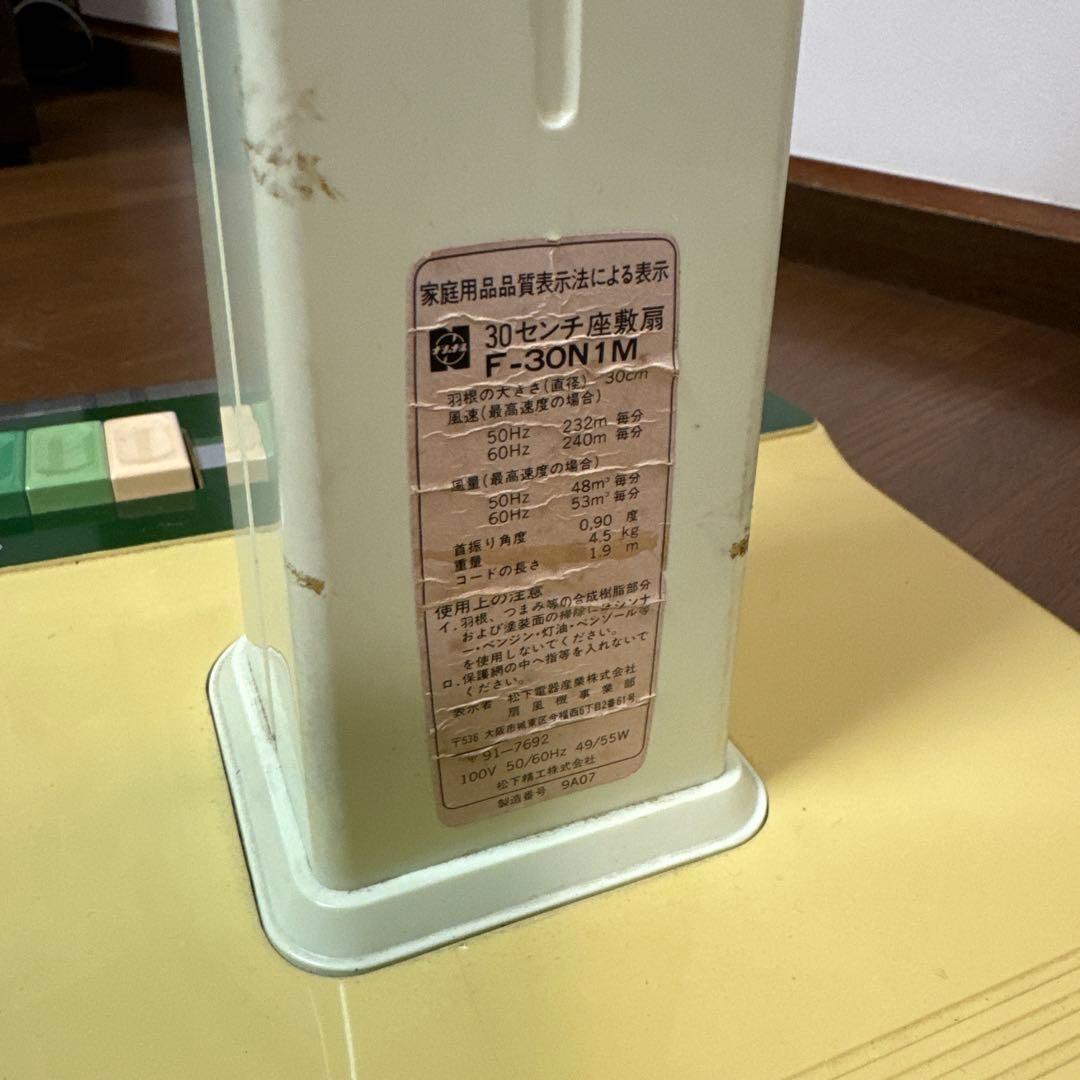 家庭用品品質表示法による表示
ナショナル
30センチ座敷扇
F-30N1M
羽根の大きさ(直径) 30cm
風速(最高速度の場合)
50Hz 232m 毎分
60Hz 240m 毎分
風量(最高速度の場合)
50Hz 48m³ 毎分
60Hz 53m³ 毎分
首振り角度 0,90 度
重量 4.5 kg
コードの長さ 1.9 m
使用上の注意
イ.羽根、つまみ等の合成樹脂部分
および塗装面の掃除にはシンナ
ー・ベンジン・灯油・ベンゾール等
を使用しないでください。
ロ.保護網の中へ指等を入れないで
ください。
表示者 松下電器産業株式会社
扇風機事業部
〒536 大阪市城東区今福西6丁目2番61号
〒91-7692
100V 50/60Hz 49/55W
松下精工株式会社
製造番号 9A07